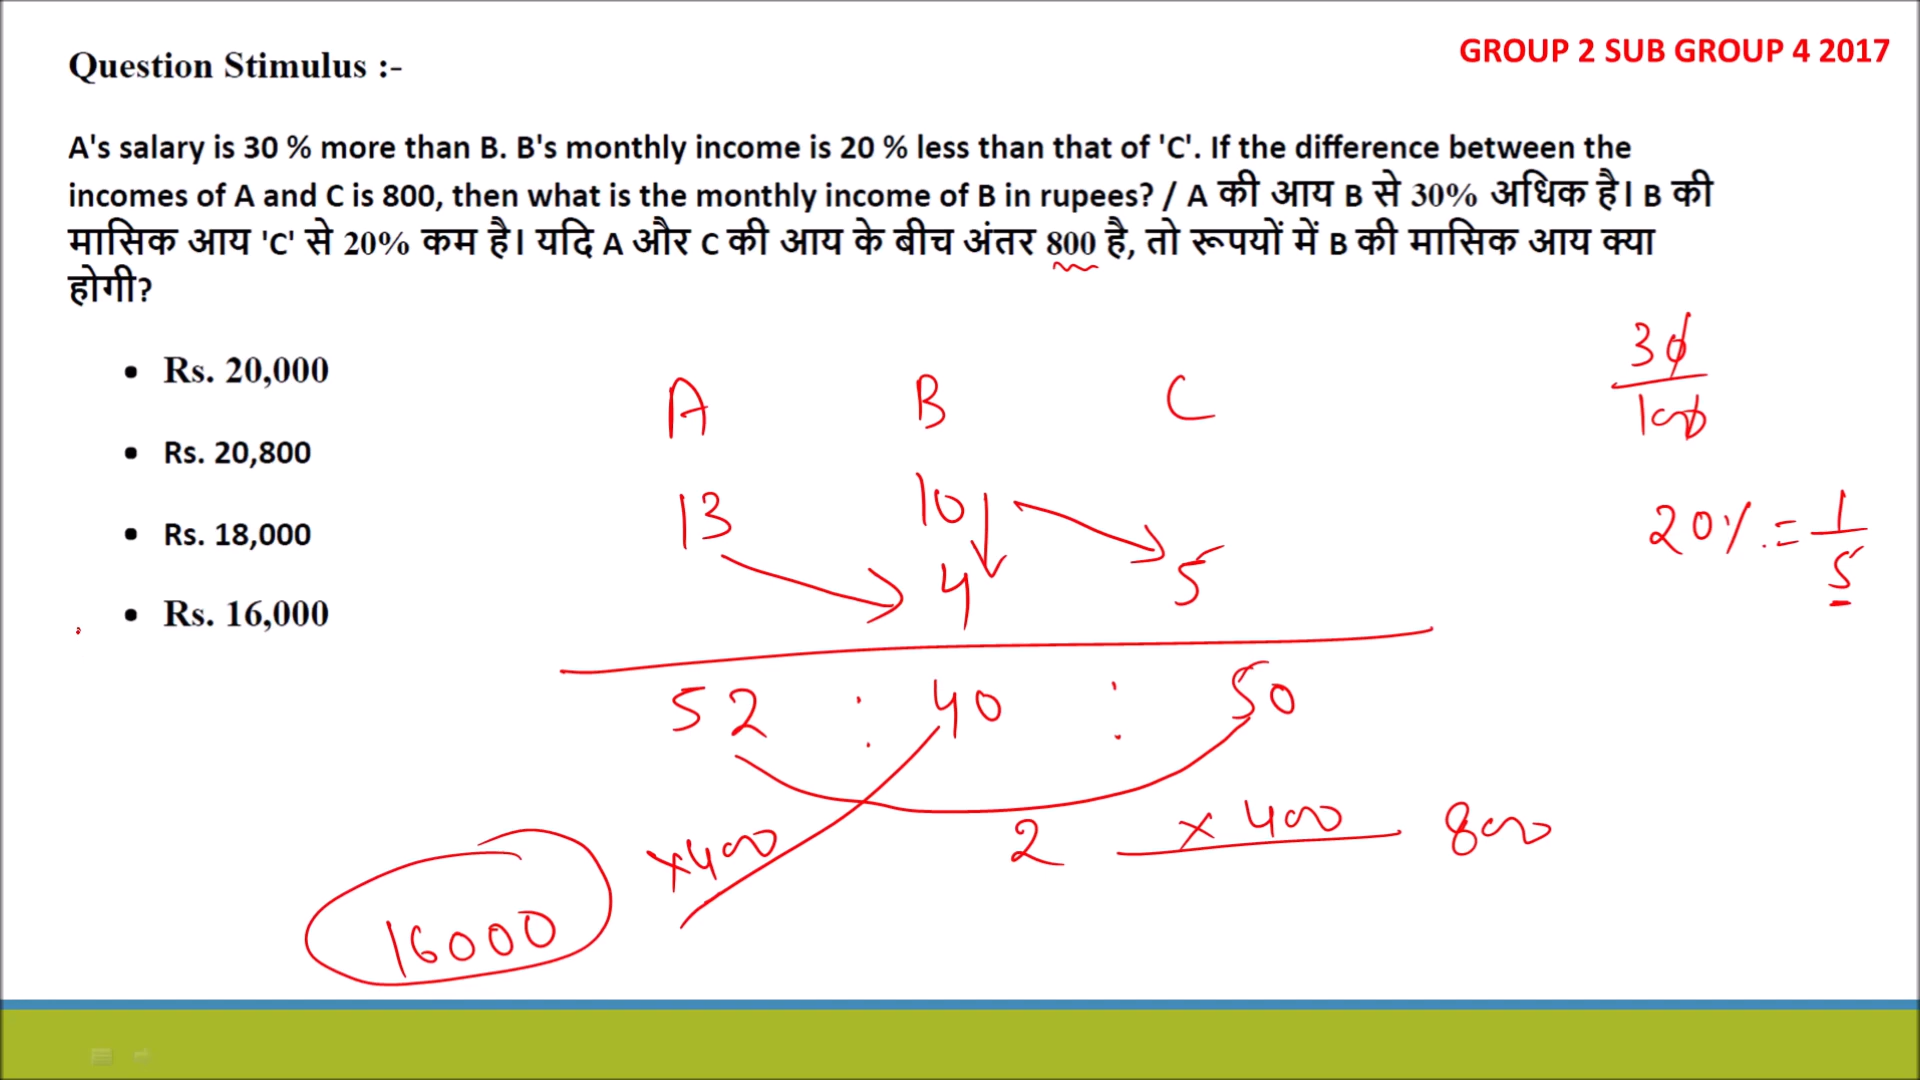 Question Stimulus :-
GROUP 2 SUB GROUP 4 2017
A's salary is 30 % more than B. B's monthly income is 20 % less than that of 'C'. If the difference between the
incomes of A and C is 800, then what is the monthly income of B in rupees? / A की आय B से 30% अधिक है। B की
मासिक आय 'C' से 20% कम है। यदि A और C की आय के बीच अंतर 800 है, तो रूपयों में B की मासिक आय क्या
होगी?
• Rs. 20,000
• Rs. 20,800
• Rs. 18,000
• Rs. 16,000
A B C
13 10
4 5
52 : 40 : 50
2 ×400 800
×400
16000
30
100
20% = 1
5